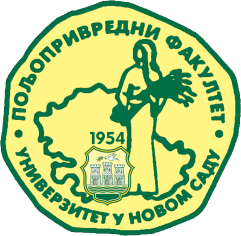 ПОЉОПРИВРЕДНИ ФАКУЛТЕТ
1954
УНИВЕРЗИТЕТ У НОВОМ САДУ